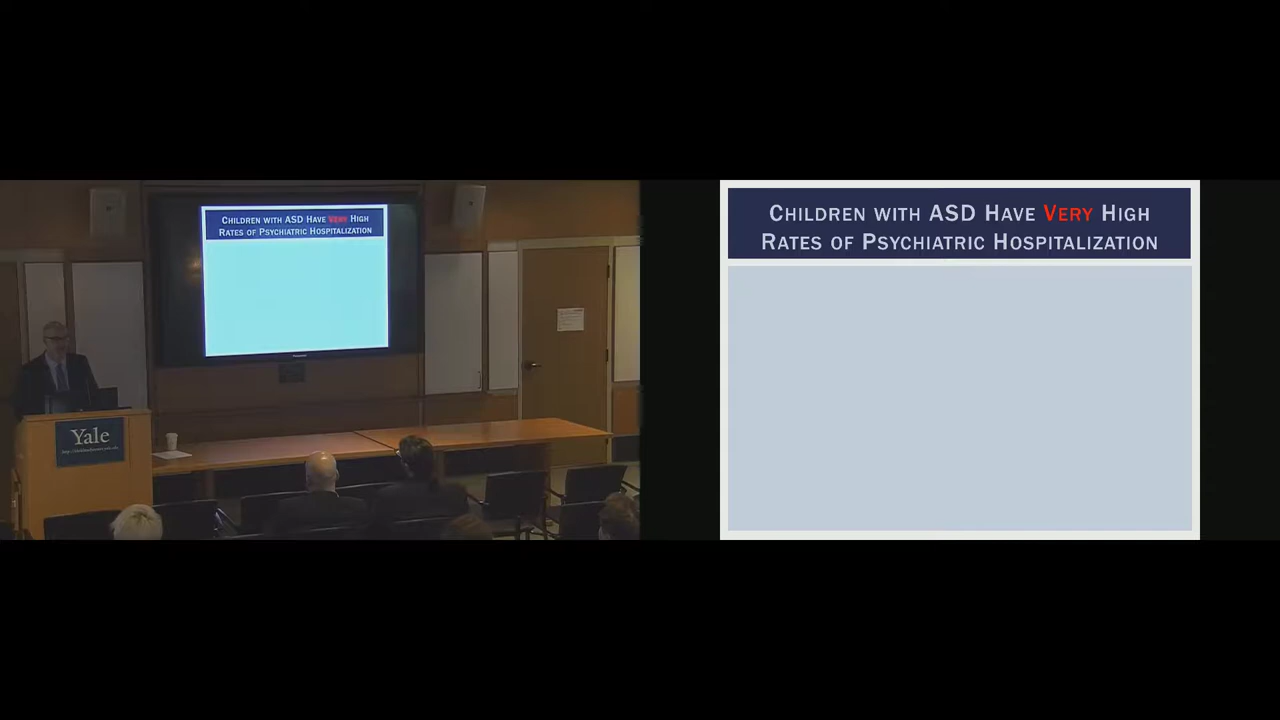 CHILDREN WITH ASD HAVE VERY HIGH
RATES OF PSYCHIATRIC HOSPITALIZATION
Yale
CHILDREN WITH ASD HAVE VERY HIGH
RATES OF PSYCHIATRIC HOSPITALIZATION